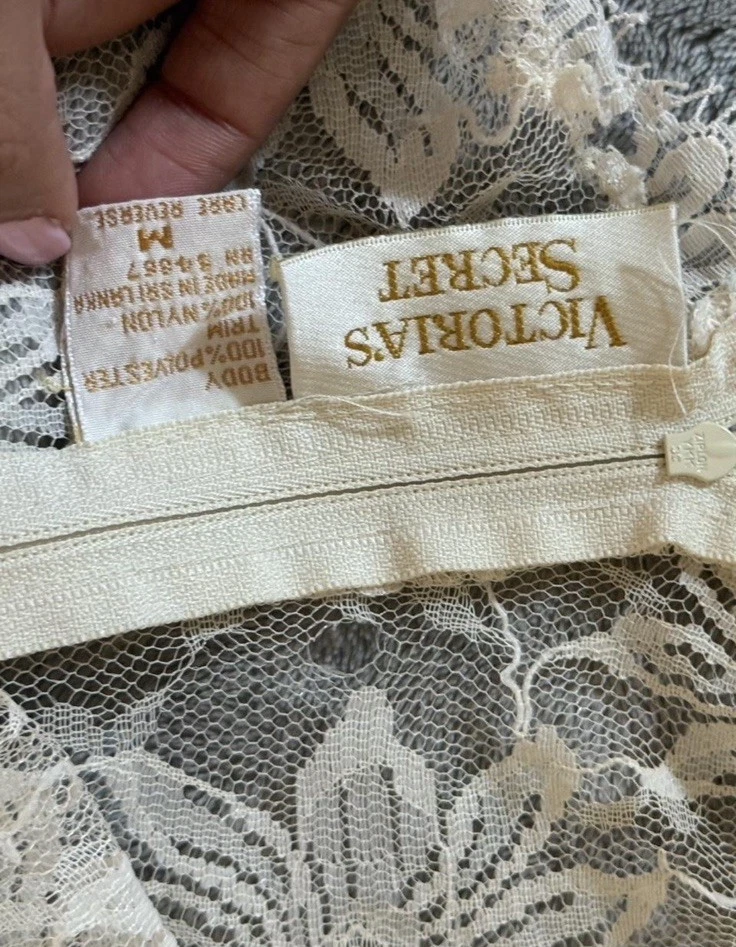 VICTORIA'S
SECRET
BODY
100% POLYESTER
TRIM
100% NYLON
MADE IN SRI LANKA
RN 54867
M
CARE REVERSE